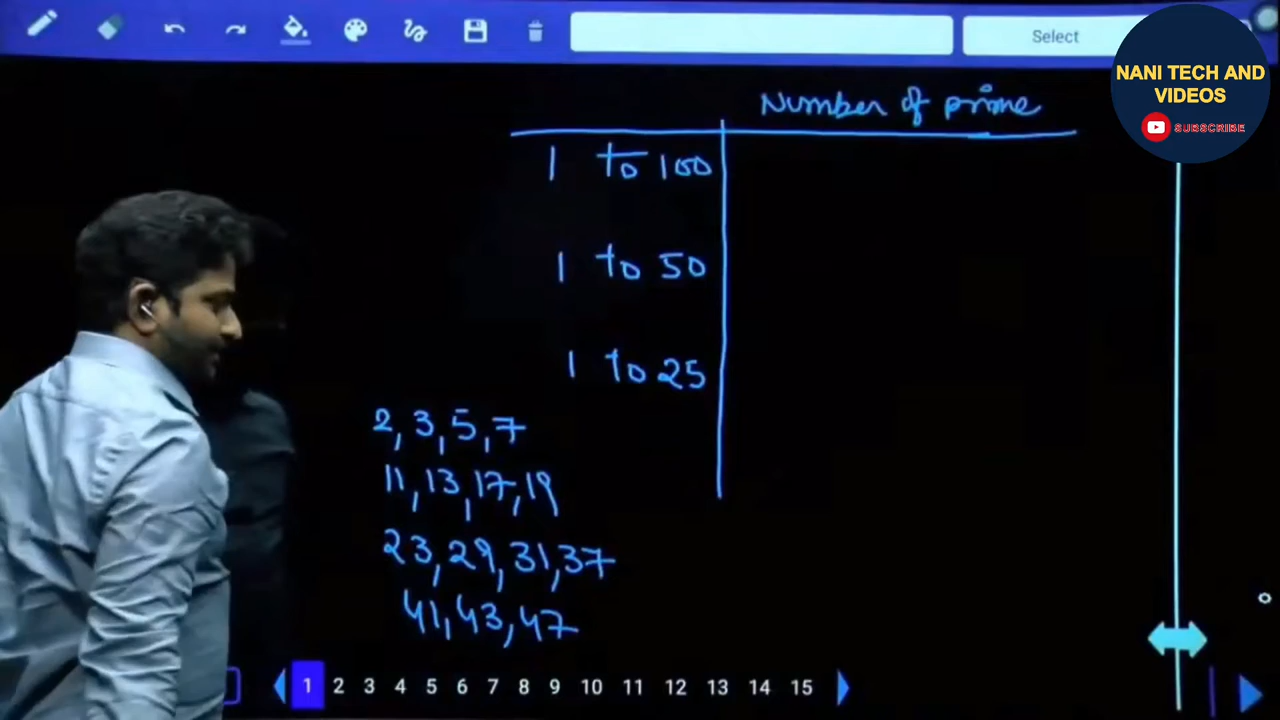 Select
NANI TECH AND
VIDEOS
SUBSCRIBE
Number of prime
1 to 100
1 to 50
1 to 25
2, 3, 5, 7
11, 13, 17, 19
23, 29, 31, 37
41, 43, 47
1 2 3 4 5 6 7 8 9 10 11 12 13 14 15